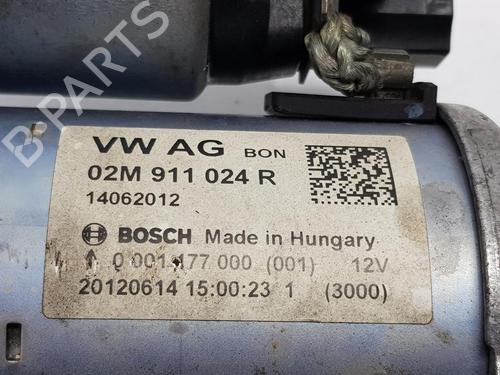 B PARTS
VW AG BON
02M 911 024 R
14062012
BOSCH Made in Hungary
0 001 177 000 (001) 12V
20120614 15:00:23 1 (3000)